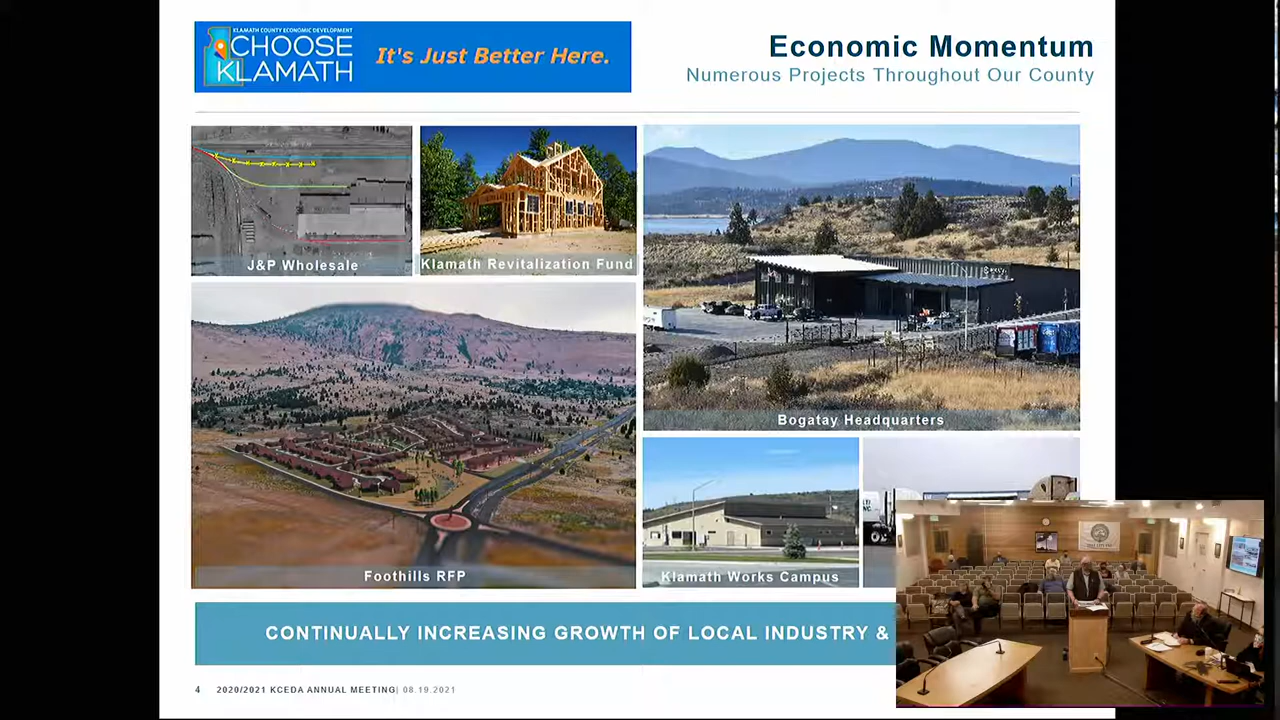 KLAMATH COUNTY ECONOMIC DEVELOPMENT
CHOOSE
KLAMATH
It's Just Better Here.
Economic Momentum
Numerous Projects Throughout Our County
J&P Wholesale
Klamath Revitalization Fund
Bogatay Headquarters
Foothills RFP
Klamath Works Campus
CONTINUALLY INCREASING GROWTH OF LOCAL INDUSTRY &
4 2020/2021 KCEDA ANNUAL MEETING| 08.19.2021